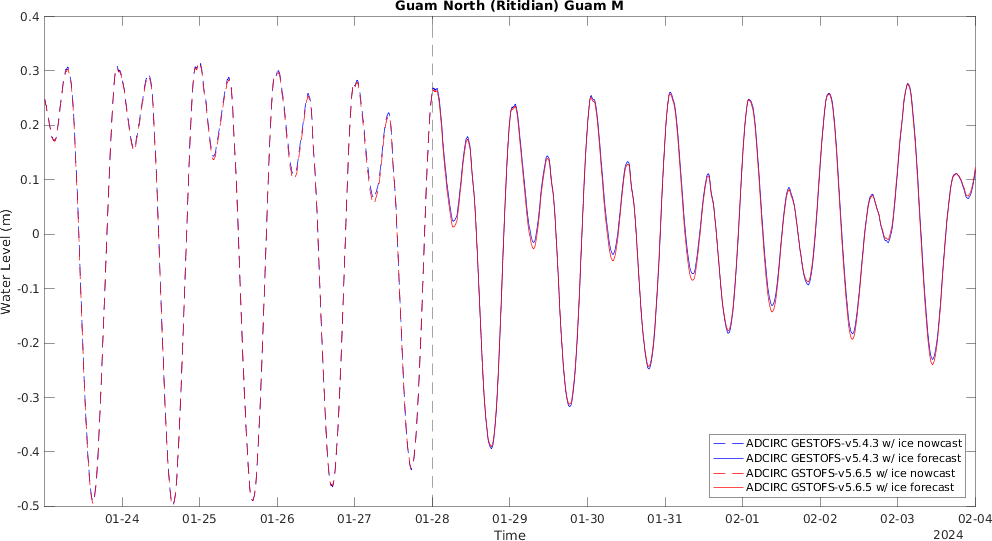 Guam North (Ritidian) Guam M
0.4
0.3
0.2
0.1
0
-0.1
-0.2
-0.3
-0.4
-0.5
Water Level (m)
ADCIRC GESTOFS-v5.4.3 w/ ice nowcast
ADCIRC GESTOFS-v5.4.3 w/ ice forecast
ADCIRC GSTOFS-v5.6.5 w/ ice nowcast
ADCIRC GSTOFS-v5.6.5 w/ ice forecast
01-24 01-25 01-26 01-27 01-28 01-29 01-30 01-31 02-01 02-02 02-03 02-04
Time
2024